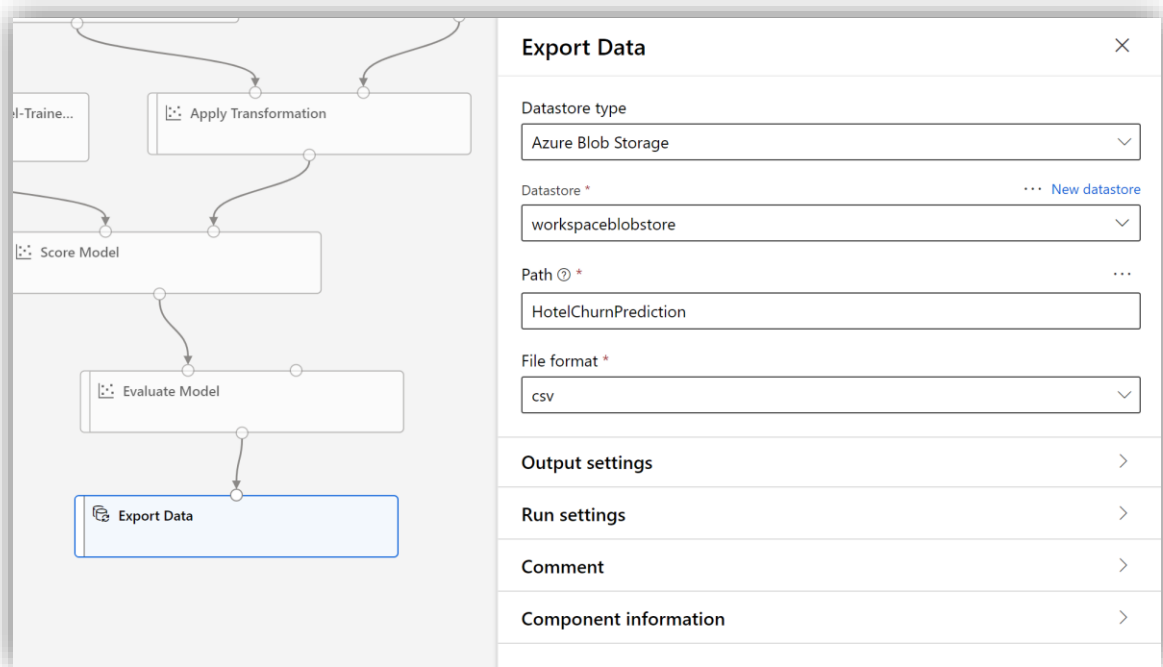 Apply Transformation
l-Traine...
Score Model
Evaluate Model
Export Data
Export Data
Datastore type
Azure Blob Storage
Datastore * ··· New datastore
workspaceblobstore
Path ? * ···
HotelChurnPrediction
File format *
csv
Output settings
Run settings
Comment
Component information